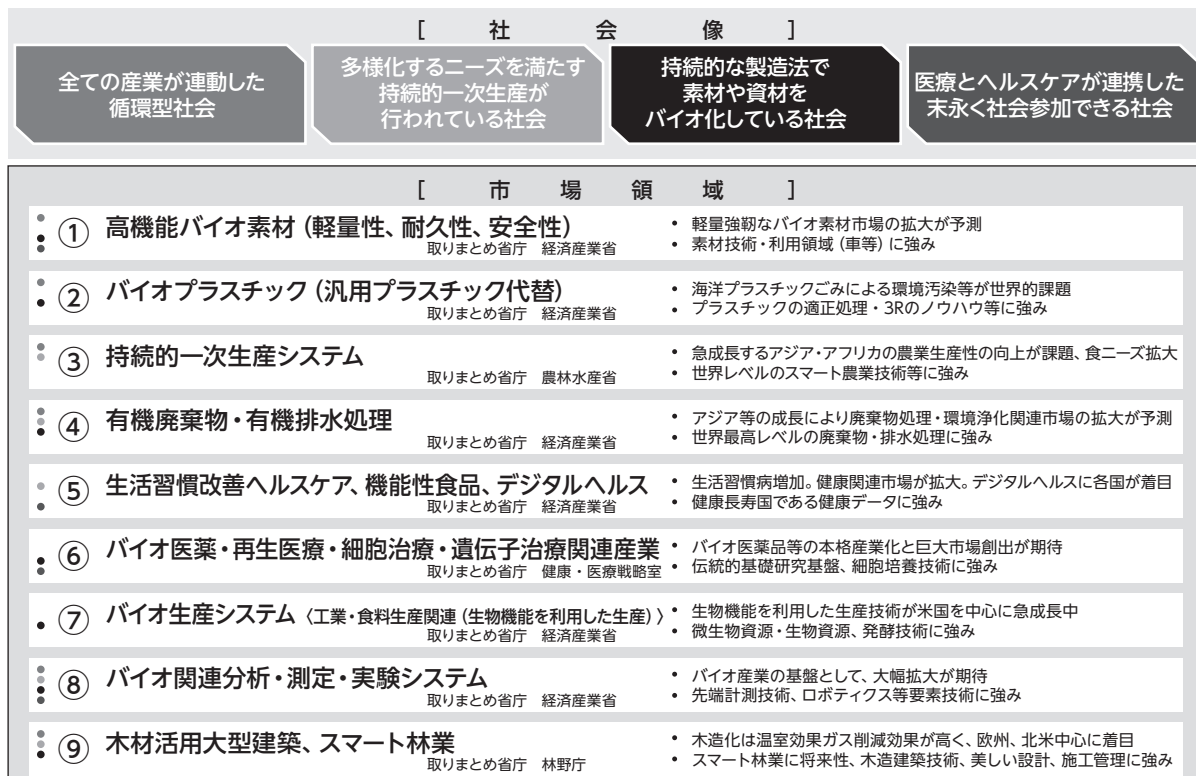 [ 社 会 像 ]
全ての産業が連動した
循環型社会
多様化するニーズを満たす
持続的一次生産が
行われている社会
持続的な製造法で
素材や資材を
バイオ化している社会
医療とヘルスケアが連携した
末永く社会参加できる社会
[ 市 場 領 域 ]
① 高機能バイオ素材（軽量性、耐久性、安全性）
取りまとめ省庁 経済産業省
• 軽量強靭なバイオ素材市場の拡大が予測
• 素材技術・利用領域（車等）に強み
② バイオプラスチック（汎用プラスチック代替）
取りまとめ省庁 経済産業省
• 海洋プラスチックごみによる環境汚染等が世界的課題
• プラスチックの適正処理・3Rのノウハウ等に強み
③ 持続的一次生産システム
取りまとめ省庁 農林水産省
• 急成長するアジア・アフリカの農業生産性の向上が課題、食ニーズ拡大
• 世界レベルのスマート農業技術等に強み
④ 有機廃棄物・有機排水処理
取りまとめ省庁 経済産業省
• アジア等の成長により廃棄物処理・環境浄化関連市場の拡大が予測
• 世界最高レベルの廃棄物・排水処理に強み
⑤ 生活習慣改善ヘルスケア、機能性食品、デジタルヘルス
取りまとめ省庁 経済産業省
• 生活習慣病増加。健康関連市場が拡大。デジタルヘルスに各国が着目
• 健康長寿国である健康データに強み
⑥ バイオ医薬・再生医療・細胞治療・遺伝子治療関連産業
取りまとめ省庁 健康・医療戦略室
• バイオ医薬品等の本格産業化と巨大市場創出が期待
• 伝統的基礎研究基盤、細胞培養技術に強み
⑦ バイオ生産システム〈工業・食料生産関連（生物機能を利用した生産）〉
取りまとめ省庁 経済産業省
• 生物機能を利用した生産技術が米国を中心に急成長中
• 微生物資源・生物資源、発酵技術に強み
⑧ バイオ関連分析・測定・実験システム
取りまとめ省庁 経済産業省
• バイオ産業の基盤として、大幅拡大が期待
• 先端計測技術、ロボティクス等要素技術に強み
⑨ 木材活用大型建築、スマート林業
取りまとめ省庁 林野庁
• 木造化は温室効果ガス削減効果が高く、欧州、北米中心に着目
• スマート林業に将来性、木造建築技術、美しい設計、施工管理に強み